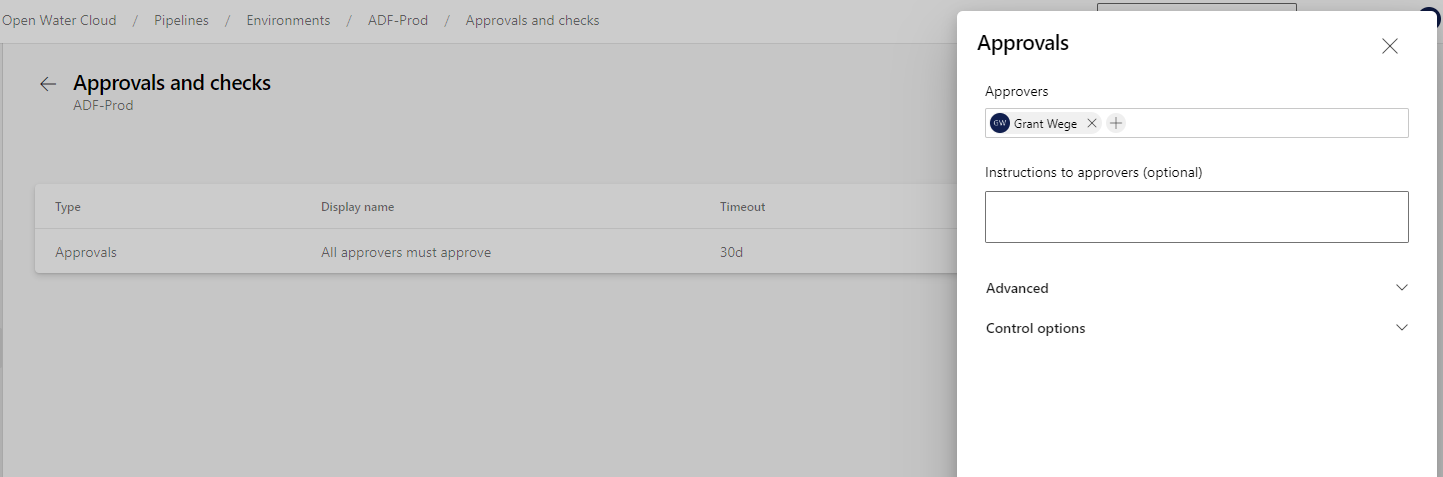 Open Water Cloud / Pipelines / Environments / ADF-Prod / Approvals and checks
Approvals and checks
ADF-Prod
Type Display name Timeout
Approvals All approvers must approve 30d
Approvals
Approvers
GW Grant Wege
Instructions to approvers (optional)
Advanced
Control options